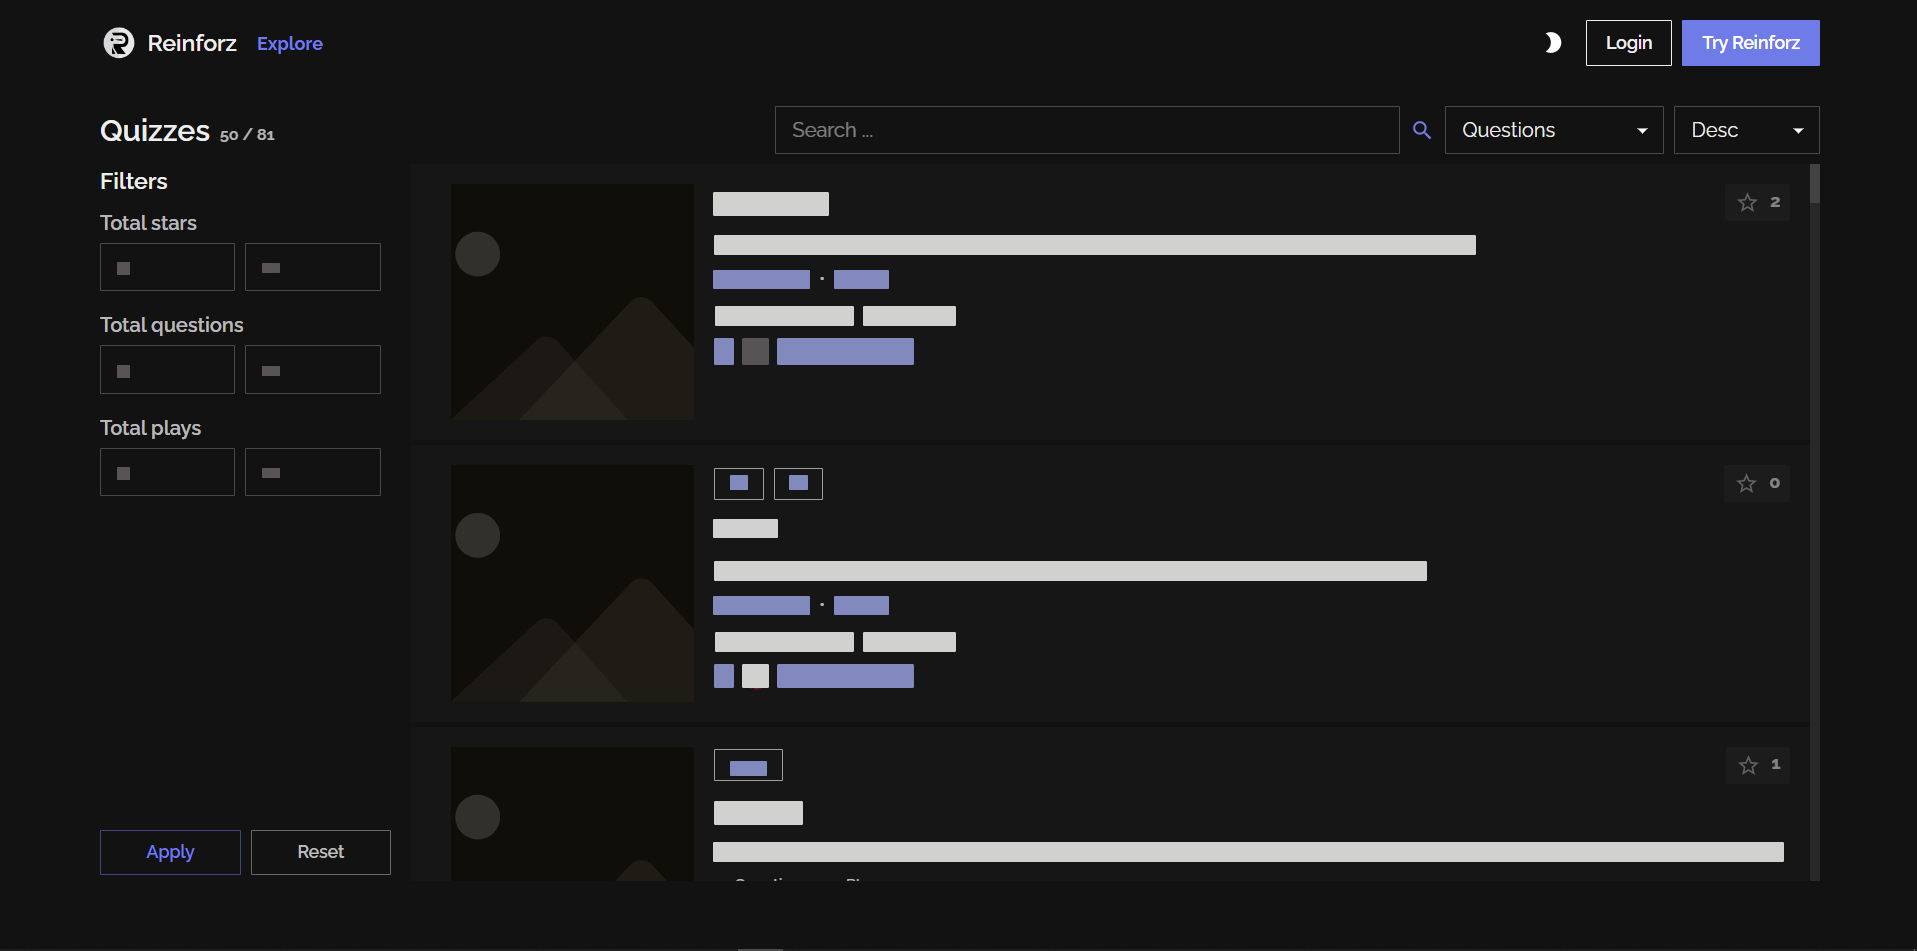 Reinforz Explore Login Try Reinforz
Quizzes 50 / 81 Search ... Questions Desc
Filters
Total stars
Total questions
Total plays
2
0
1
Apply Reset